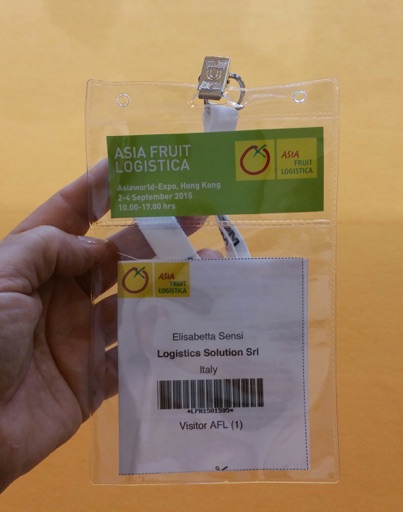 ASIA FRUIT
LOGISTICA
Asiaworld-Expo, Hong Kong
2-4 September 2015
10.00-17.00 hrs
ASIA
FRUIT
LOGISTICA
ASIA
FRUIT
LOGISTICA
Elisabetta Sensi
Logistics Solution Srl
Italy
Visitor AFL (1)